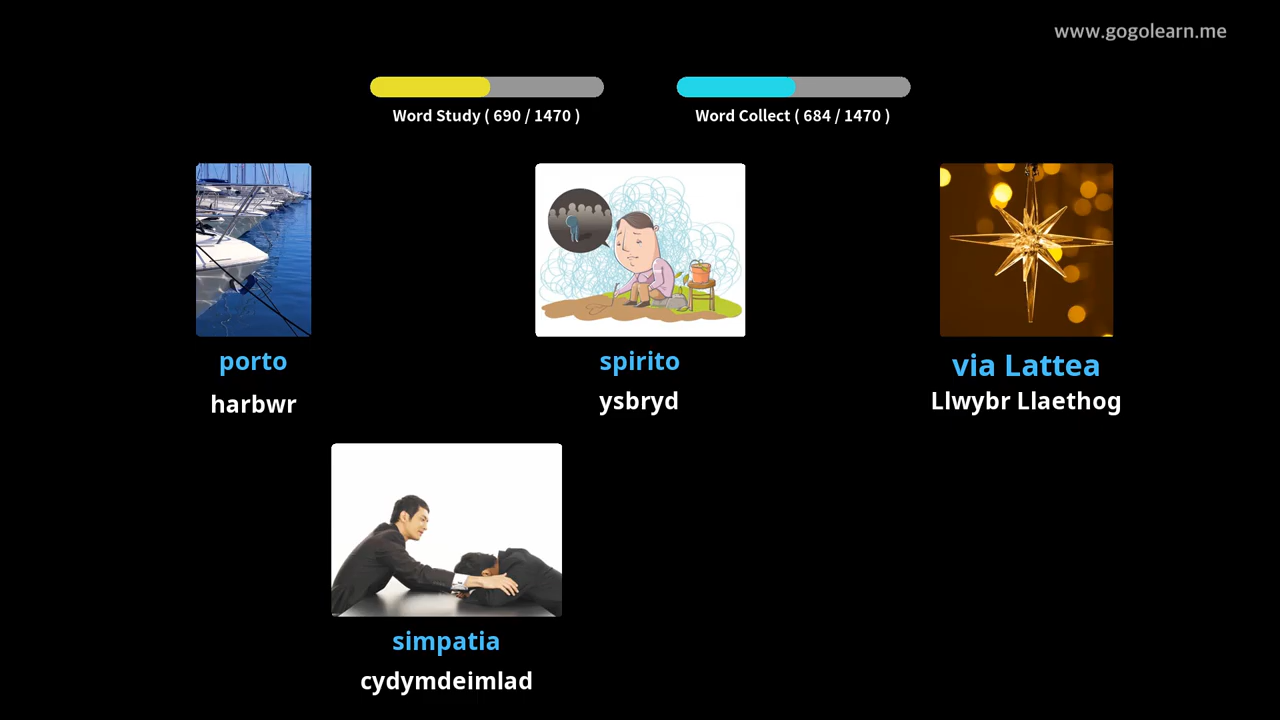 www.gogolearn.me
Word Study ( 690 / 1470 )
Word Collect ( 684 / 1470 )
porto
harbwr
spirito
ysbryd
via Lattea
Llwybr Llaethog
simpatia
cydymdeimlad